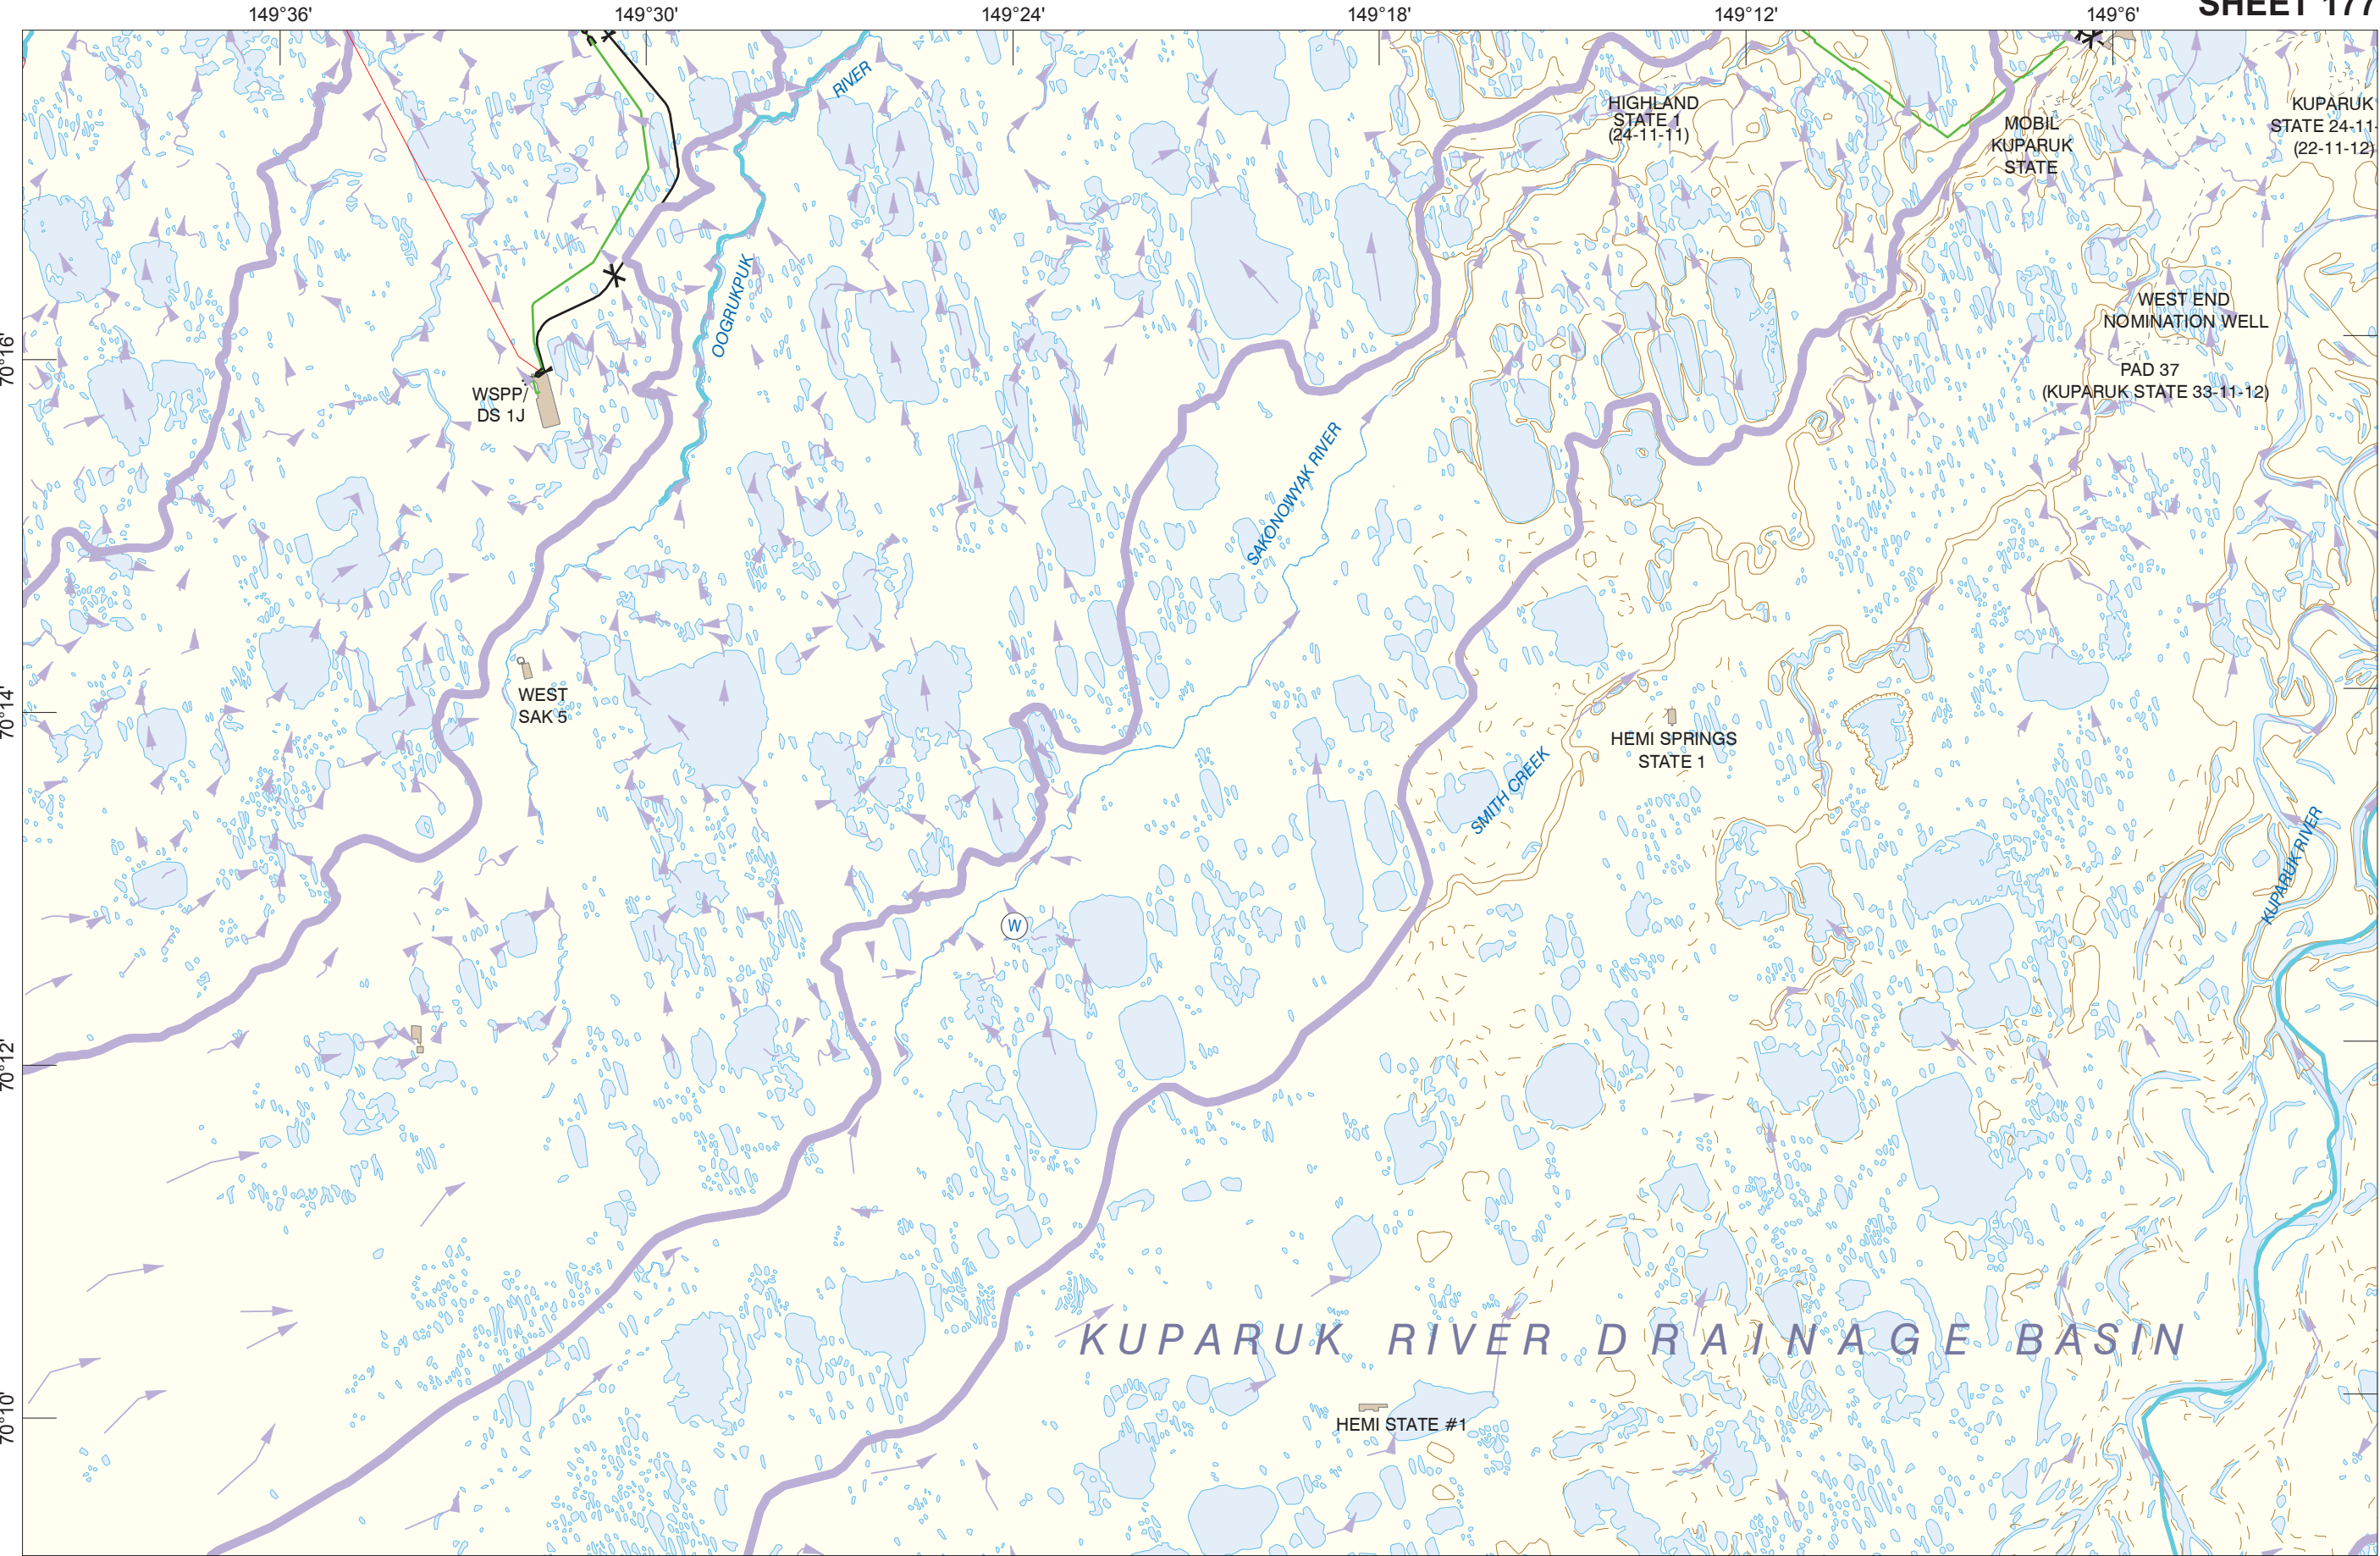 SHEET 177
149°36'
149°30'
149°24'
149°18'
149°12'
149°6'
RIVER
HIGHLAND
STATE 1
(24-11-11)
MOBIL
KUPARUK
STATE
KUPARUK
STATE 24-11-
(22-11-12)
OOGRUKPUK
WEST END
NOMINATION WELL
70°16'
PAD 37
(KUPARUK STATE 33-11-12)
WSPP/
DS 1J
SAKONOWYAK RIVER
WEST
SAK 5
70°14'
HEMI SPRINGS
STATE 1
SMITH CREEK
KUPARUK RIVER
W
70°12'
KUPARUK RIVER DRAINAGE BASIN
70°10'
HEMI STATE #1